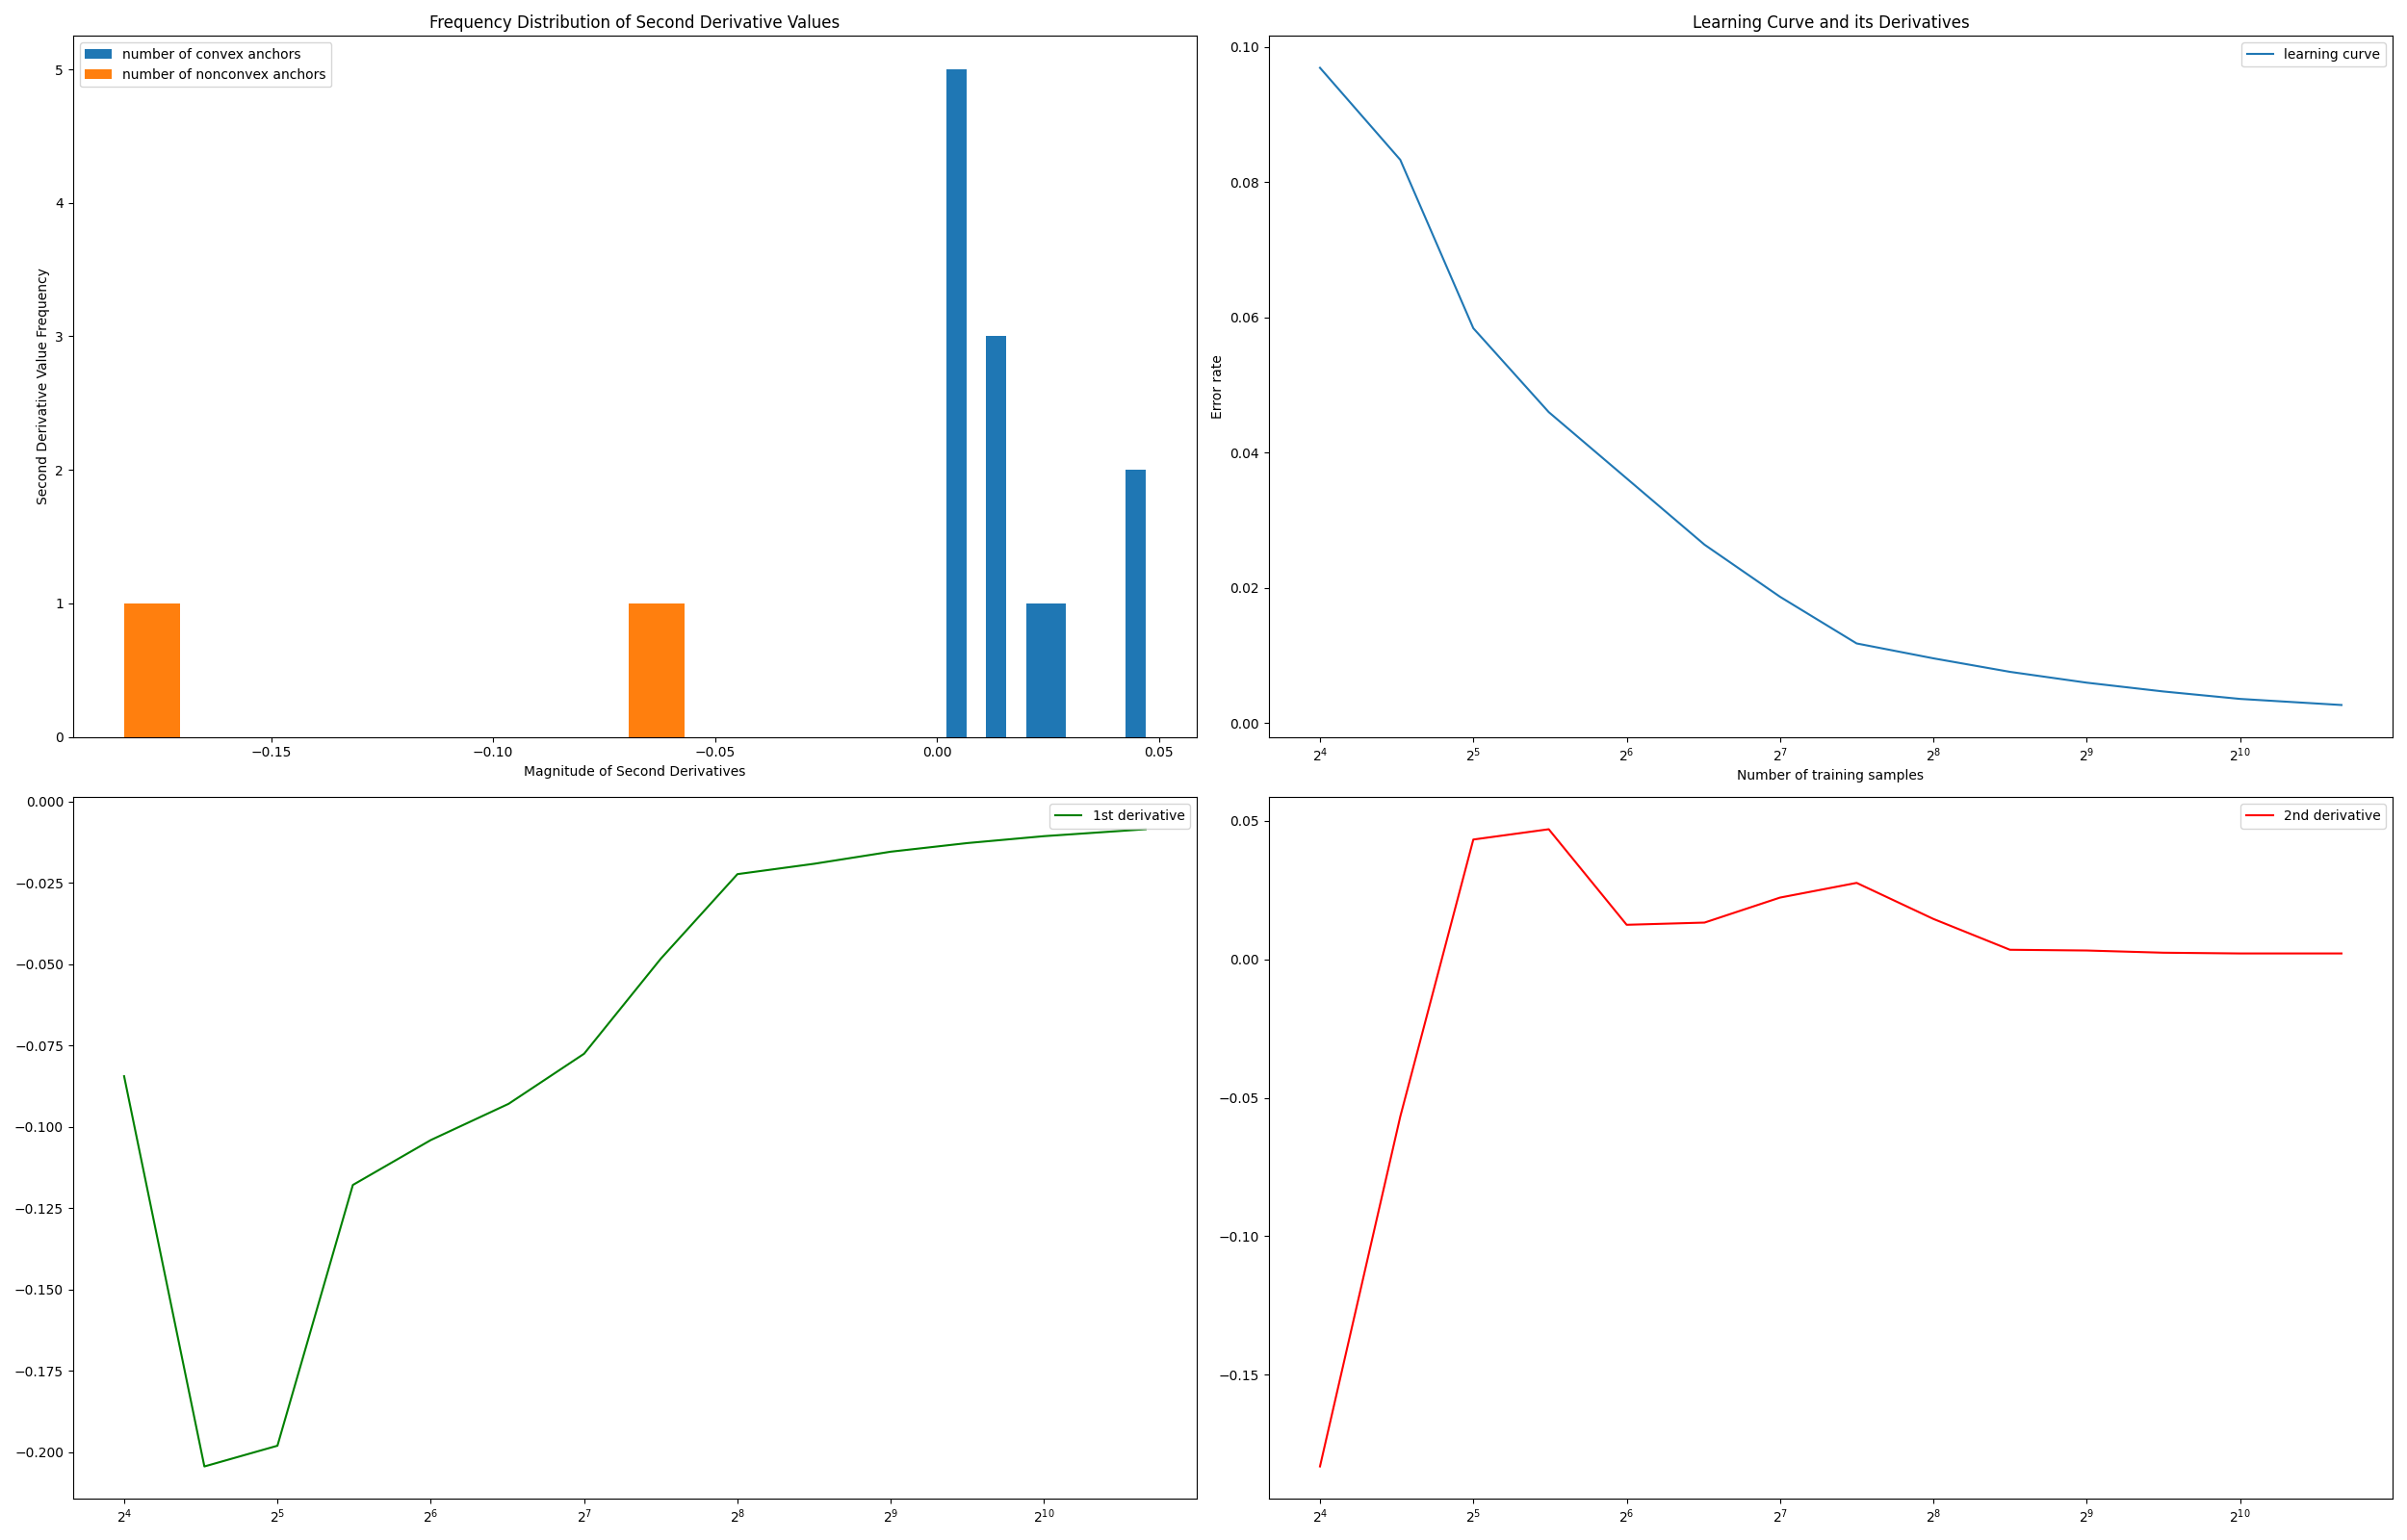 Frequency Distribution of Second Derivative Values
number of convex anchors
number of nonconvex anchors
5
4
3
2
1
0
Second Derivative Value Frequency
−0.15 −0.10 −0.05 0.00 0.05
Magnitude of Second Derivatives
Learning Curve and its Derivatives
learning curve
0.10
0.08
0.06
0.04
0.02
0.00
Error rate
2^4 2^5 2^6 2^7 2^8 2^9 2^10
Number of training samples
1st derivative
0.000
−0.025
−0.050
−0.075
−0.100
−0.125
−0.150
−0.175
−0.200
2^4 2^5 2^6 2^7 2^8 2^9 2^10
2nd derivative
0.05
0.00
−0.05
−0.10
−0.15
2^4 2^5 2^6 2^7 2^8 2^9 2^10